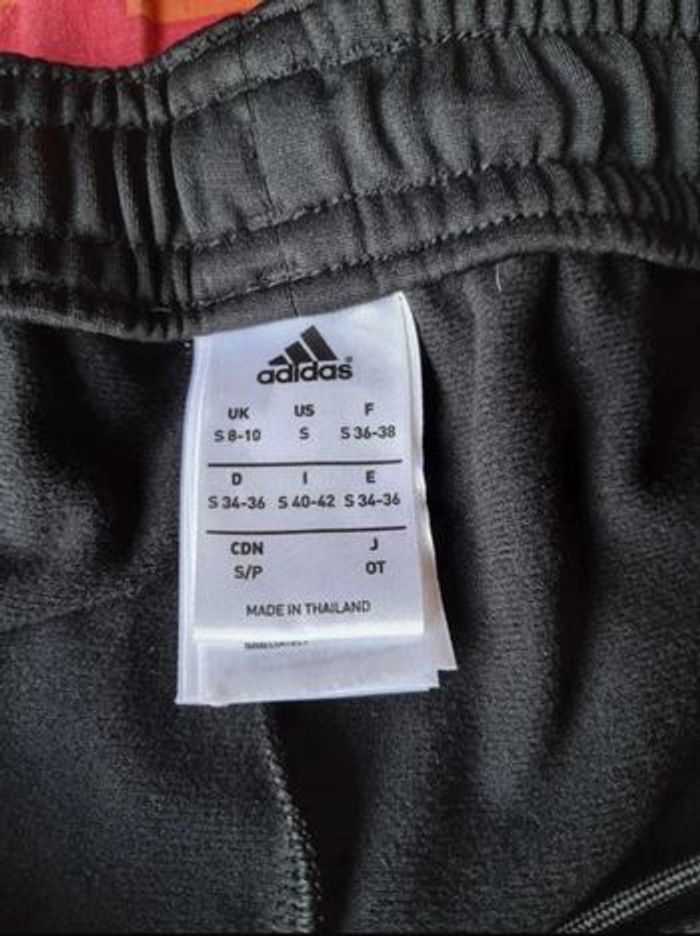 adidas®
UK US F
S 8-10 S S 36-38
D I E
S 34-36 S 40-42 S 34-36
CDN J
S/P OT
MADE IN THAILAND